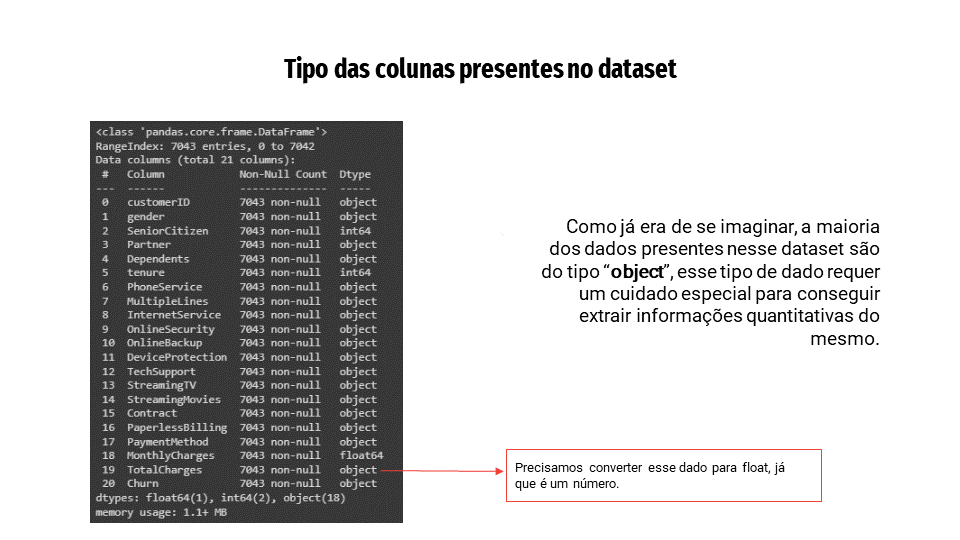 Tipo das colunas presentes no dataset
<class 'pandas.core.frame.DataFrame'>
RangeIndex: 7043 entries, 0 to 7042
Data columns (total 21 columns):
 #   Column            Non-Null Count  Dtype
---  ------            --------------  -----
 0   customerID        7043 non-null   object
 1   gender            7043 non-null   object
 2   SeniorCitizen     7043 non-null   int64
 3   Partner           7043 non-null   object
 4   Dependents        7043 non-null   object
 5   tenure            7043 non-null   int64
 6   PhoneService      7043 non-null   object
 7   MultipleLines     7043 non-null   object
 8   InternetService   7043 non-null   object
 9   OnlineSecurity    7043 non-null   object
 10  OnlineBackup      7043 non-null   object
 11  DeviceProtection  7043 non-null   object
 12  TechSupport       7043 non-null   object
 13  StreamingTV       7043 non-null   object
 14  StreamingMovies   7043 non-null   object
 15  Contract          7043 non-null   object
 16  PaperlessBilling  7043 non-null   object
 17  PaymentMethod     7043 non-null   object
 18  MonthlyCharges    7043 non-null   float64
 19  TotalCharges      7043 non-null   object
 20  Churn             7043 non-null   object
dtypes: float64(1), int64(2), object(18)
memory usage: 1.1+ MB
Como já era de se imaginar, a maioria
dos dados presentes nesse dataset são
do tipo “object”, esse tipo de dado requer
um cuidado especial para conseguir
extrair informações quantitativas do
mesmo.
Precisamos converter esse dado para float, já
que é um número.